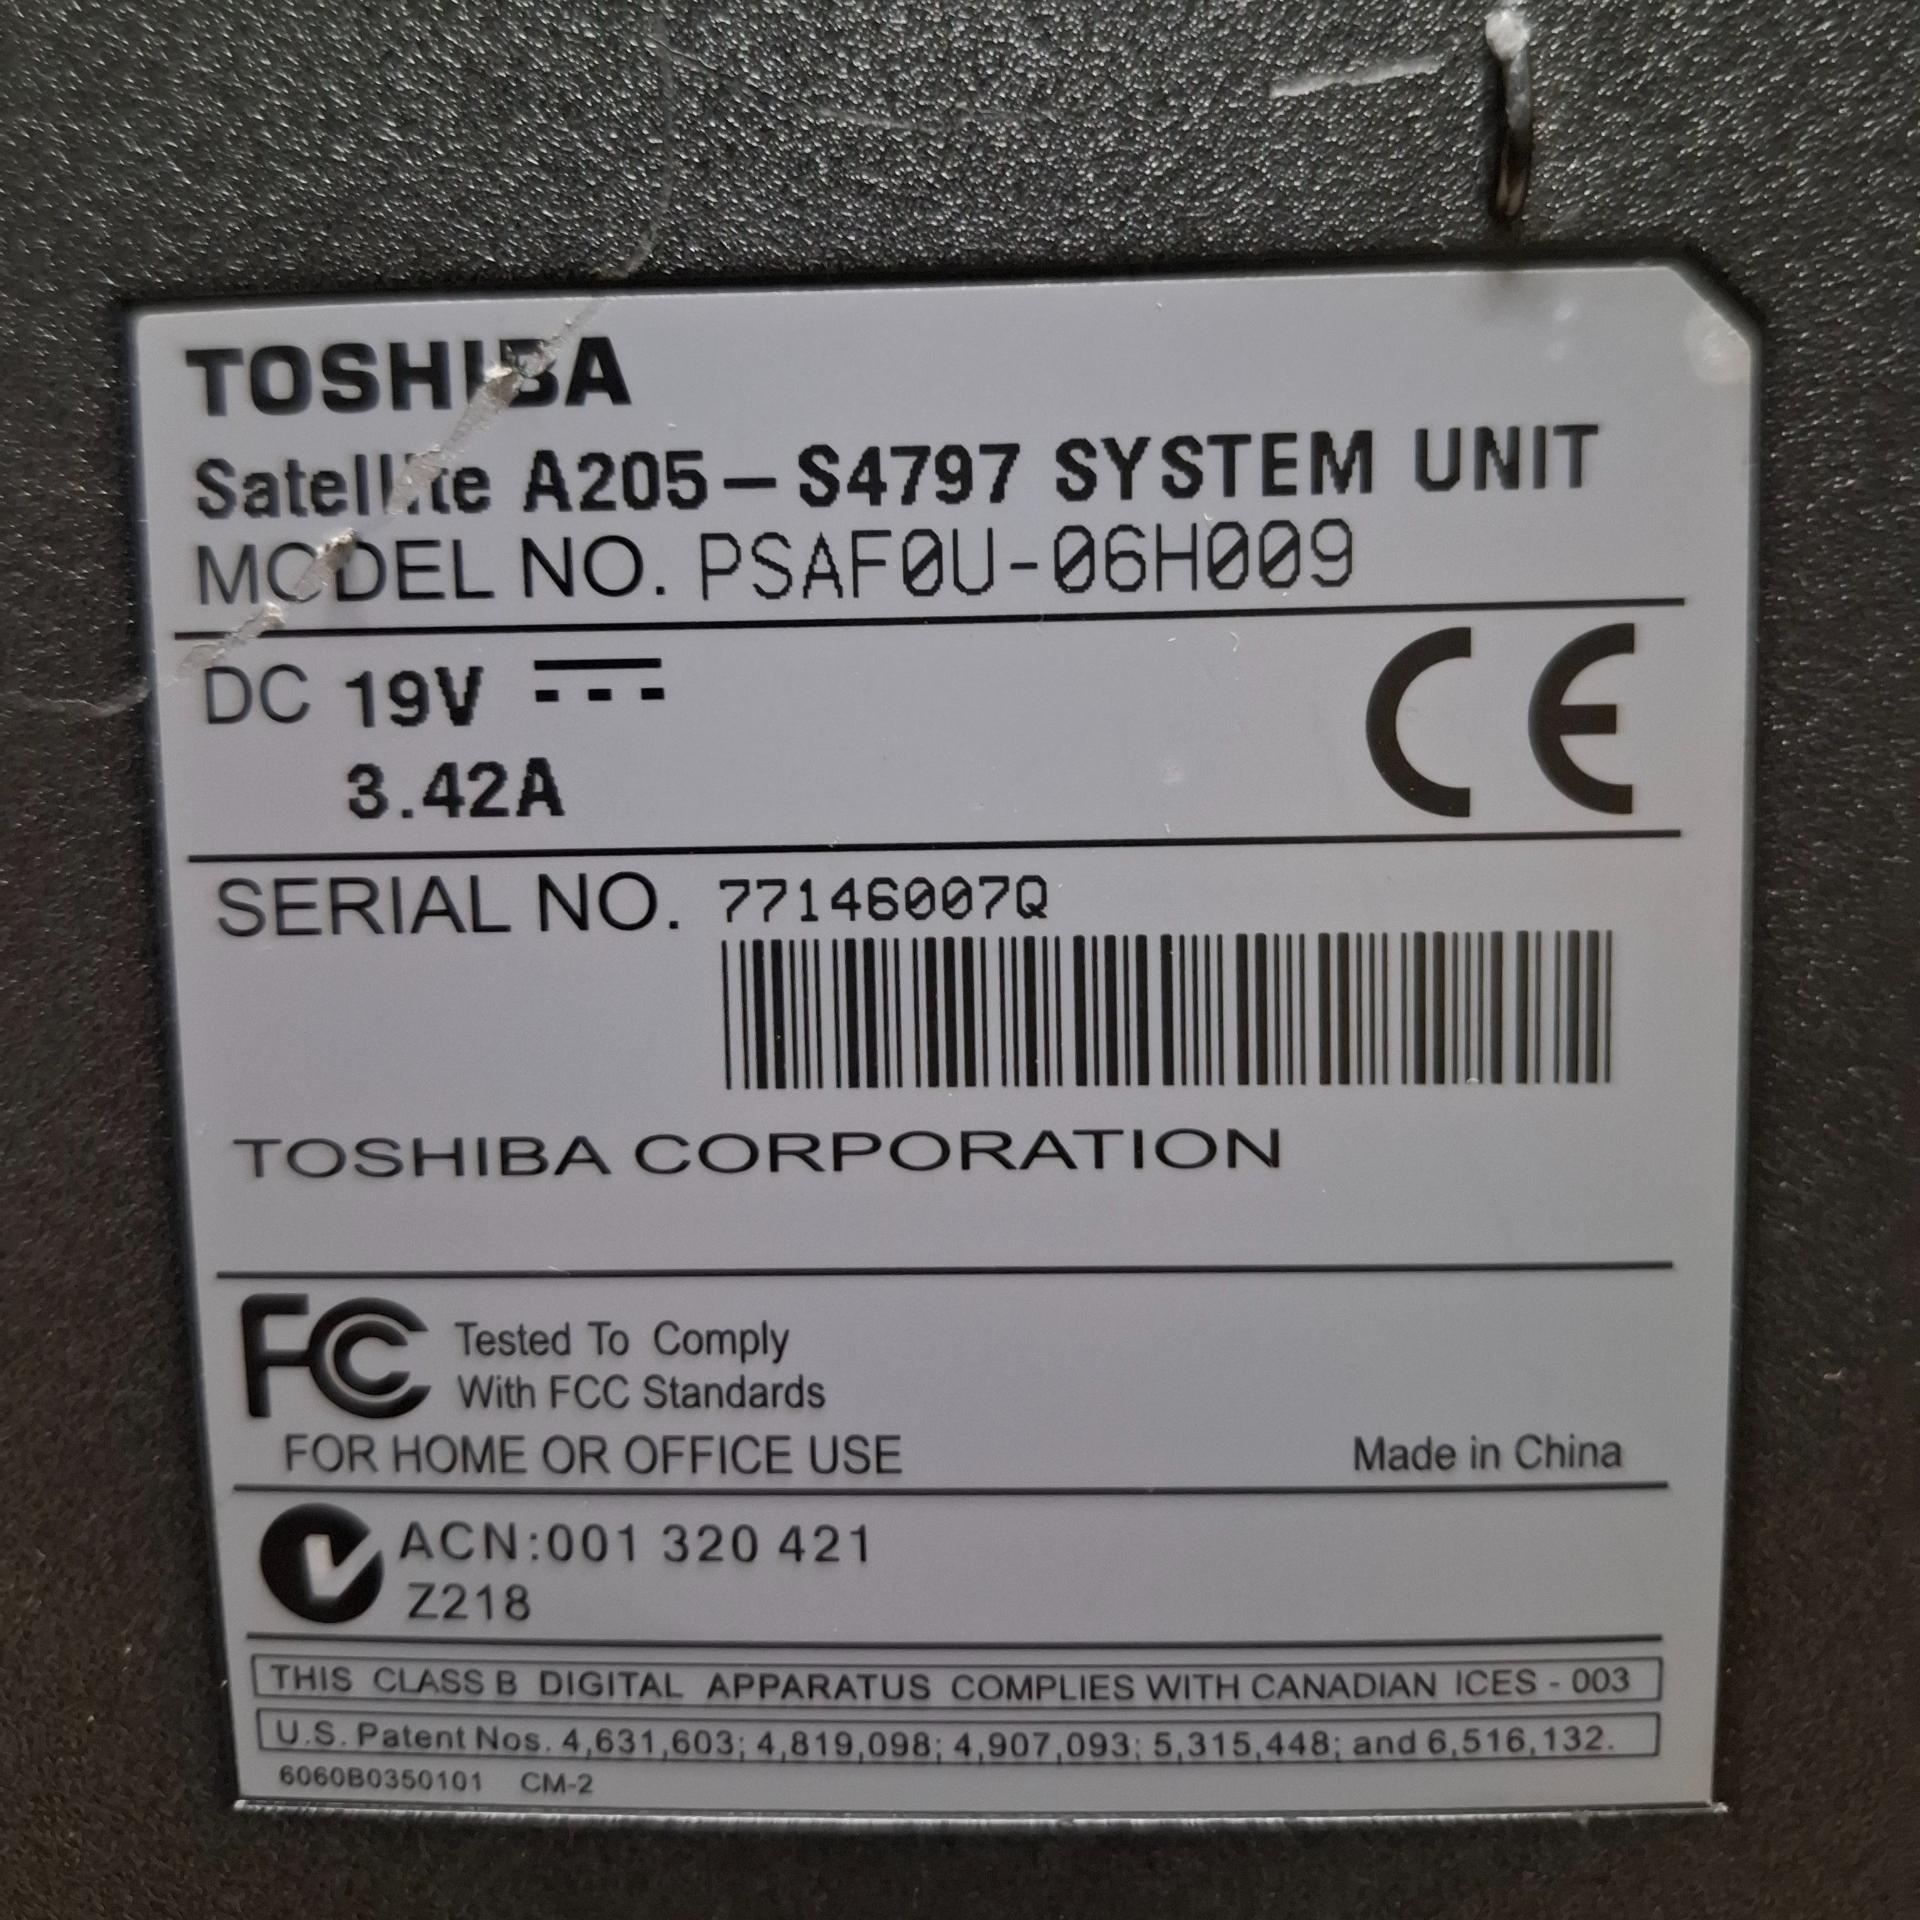 TOSHIBA
Satellite A205-S4797 SYSTEM UNIT
MODEL NO. PSAF0U-06H009
DC 19V
3.42A
CE
SERIAL NO. 77146007Q
TOSHIBA CORPORATION
FC Tested To Comply
With FCC Standards
FOR HOME OR OFFICE USE
Made in China
ACN:001 320 421
Z218
THIS CLASS B DIGITAL APPARATUS COMPLIES WITH CANADIAN ICES - 003
U.S. Patent Nos. 4,631,603; 4,819,098; 4,907,093; 5,315,448; and 6,516,132.
6060B0350101 CM-2